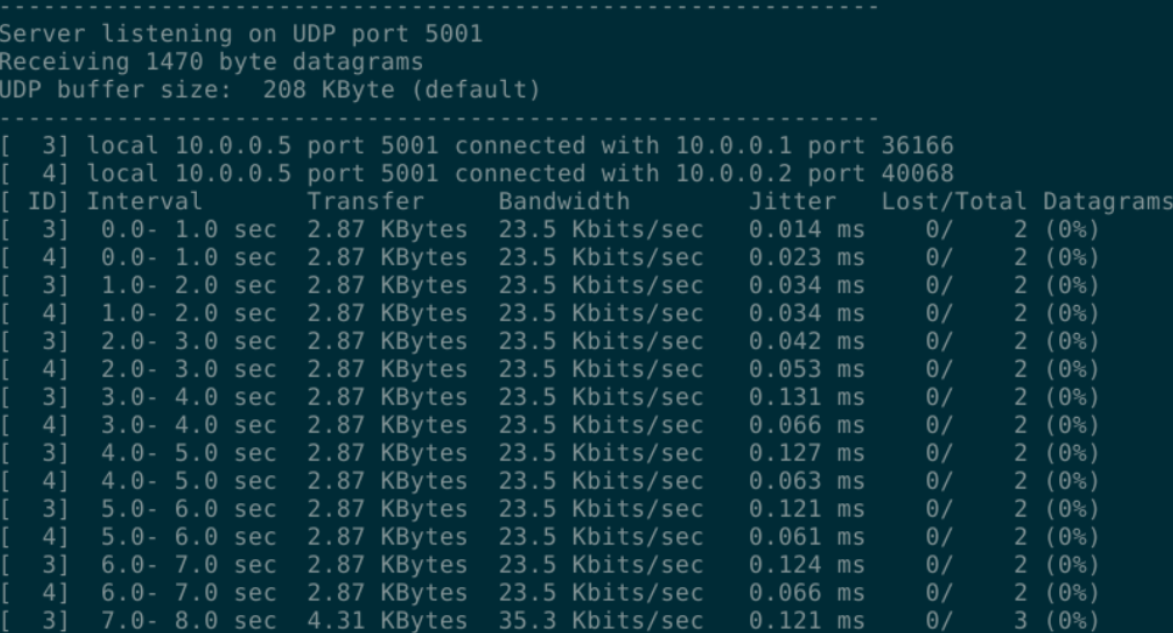 ------------------------------------------------------------
Server listening on UDP port 5001
Receiving 1470 byte datagrams
UDP buffer size:  208 KByte (default)
------------------------------------------------------------
[  3] local 10.0.0.5 port 5001 connected with 10.0.0.1 port 36166
[  4] local 10.0.0.5 port 5001 connected with 10.0.0.2 port 40068
[ ID] Interval       Transfer     Bandwidth        Jitter   Lost/Total Datagrams
[  3]  0.0- 1.0 sec  2.87 KBytes  23.5 Kbits/sec   0.014 ms    0/    2 (0%)
[  4]  0.0- 1.0 sec  2.87 KBytes  23.5 Kbits/sec   0.023 ms    0/    2 (0%)
[  3]  1.0- 2.0 sec  2.87 KBytes  23.5 Kbits/sec   0.034 ms    0/    2 (0%)
[  4]  1.0- 2.0 sec  2.87 KBytes  23.5 Kbits/sec   0.034 ms    0/    2 (0%)
[  3]  2.0- 3.0 sec  2.87 KBytes  23.5 Kbits/sec   0.042 ms    0/    2 (0%)
[  4]  2.0- 3.0 sec  2.87 KBytes  23.5 Kbits/sec   0.053 ms    0/    2 (0%)
[  3]  3.0- 4.0 sec  2.87 KBytes  23.5 Kbits/sec   0.131 ms    0/    2 (0%)
[  4]  3.0- 4.0 sec  2.87 KBytes  23.5 Kbits/sec   0.066 ms    0/    2 (0%)
[  3]  4.0- 5.0 sec  2.87 KBytes  23.5 Kbits/sec   0.127 ms    0/    2 (0%)
[  4]  4.0- 5.0 sec  2.87 KBytes  23.5 Kbits/sec   0.063 ms    0/    2 (0%)
[  3]  5.0- 6.0 sec  2.87 KBytes  23.5 Kbits/sec   0.121 ms    0/    2 (0%)
[  4]  5.0- 6.0 sec  2.87 KBytes  23.5 Kbits/sec   0.061 ms    0/    2 (0%)
[  3]  6.0- 7.0 sec  2.87 KBytes  23.5 Kbits/sec   0.124 ms    0/    2 (0%)
[  4]  6.0- 7.0 sec  2.87 KBytes  23.5 Kbits/sec   0.066 ms    0/    2 (0%)
[  3]  7.0- 8.0 sec  4.31 KBytes  35.3 Kbits/sec   0.121 ms    0/    3 (0%)